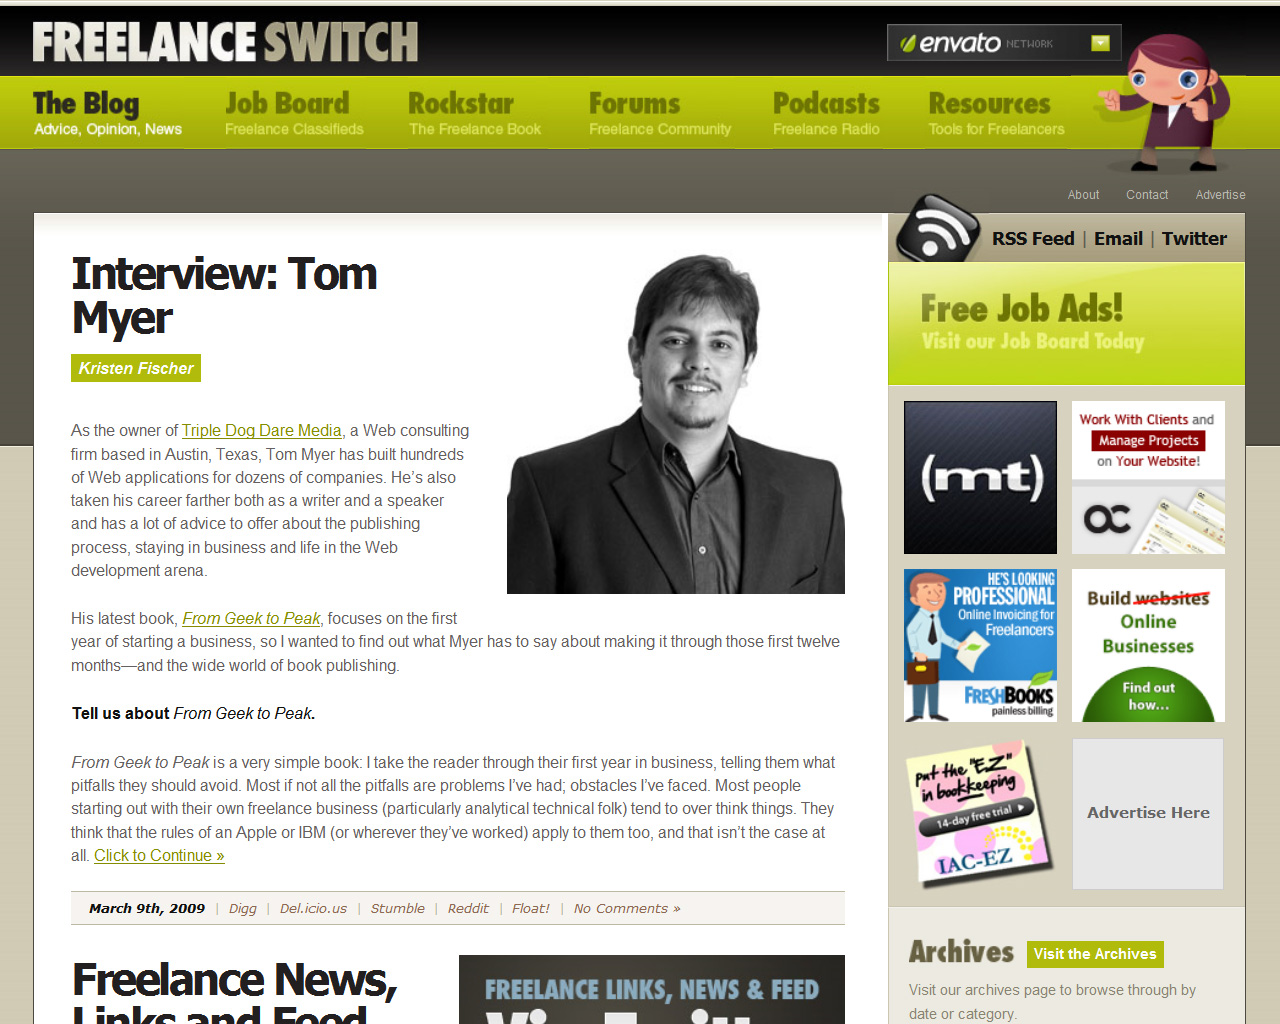 FREELANCE SWITCH
envato NETWORK
The Blog
Advice, Opinion, News
Job Board
Freelance Classifieds
Rockstar
The Freelance Book
Forums
Freelance Community
Podcasts
Freelance Radio
Resources
Tools for Freelancers
About
Contact
Advertise
Interview: Tom
Myer
Kristen Fischer
As the owner of Triple Dog Dare Media, a Web consulting
firm based in Austin, Texas, Tom Myer has built hundreds
of Web applications for dozens of companies. He’s also
taken his career farther both as a writer and a speaker
and has a lot of advice to offer about the publishing
process, staying in business and life in the Web
development arena.
His latest book, From Geek to Peak, focuses on the first
year of starting a business, so I wanted to find out what Myer has to say about making it through those first twelve
months—and the wide world of book publishing.
Tell us about From Geek to Peak.
From Geek to Peak is a very simple book: I take the reader through their first year in business, telling them what
pitfalls they should avoid. Most if not all the pitfalls are problems I’ve had; obstacles I’ve faced. Most people
starting out with their own freelance business (particularly analytical technical folk) tend to over think things. They
think that the rules of an Apple or IBM (or wherever they’ve worked) apply to them too, and that isn’t the case at
all. Click to Continue »
March 9th, 2009 | Digg | Del.icio.us | Stumble | Reddit | Float! | No Comments »
Freelance News,
Links and Feed
FREELANCE LINKS, NEWS & FEED
RSS Feed | Email | Twitter
Free Job Ads!
Visit our Job Board Today
(mt)
Work With Clients and
Manage Projects
on Your Website!
OC
HE'S LOOKING
PROFESSIONAL
Online Invoicing for
Freelancers
FRESHBOOKS
painless billing
Build websites
Online
Businesses
Find out
how...
put the "EZ"
in bookkeeping
14-day free trial
IAC-EZ
Advertise Here
Archives
Visit the Archives
Visit our archives page to browse through by
date or category.